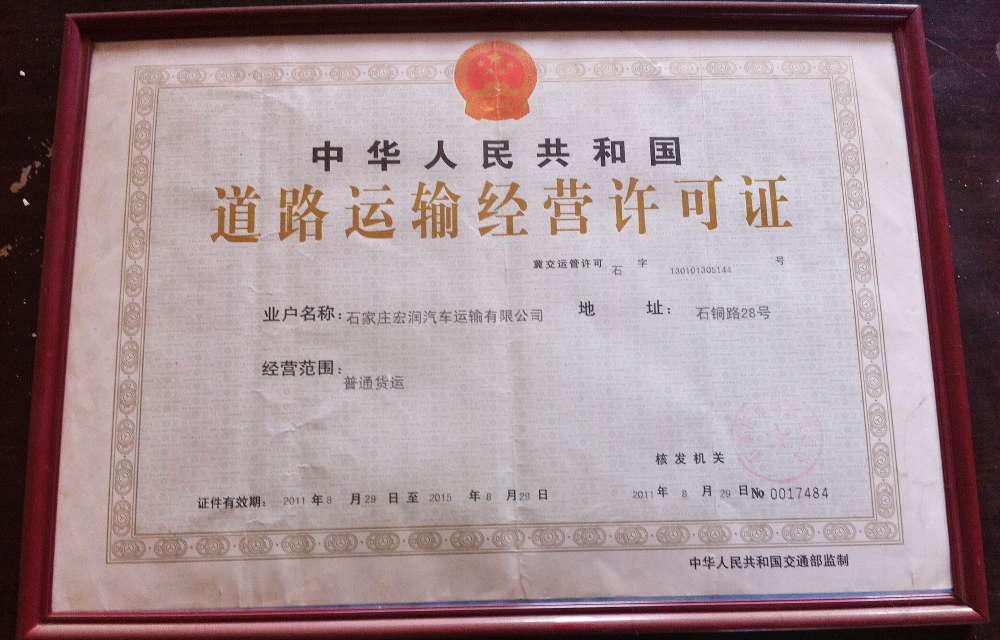 中华人民共和国
道路运输经营许可证
冀交运管许可 石 字 130101305144 号
业户名称：石家庄宏润汽车运输有限公司 地 址：石铜路28号
经营范围：普通货运
核发机关
证件有效期：2011 年 8 月 29 日 至 2015 年 8 月 29 日 2011 年 8 月 29 日 No 0017484
中华人民共和国交通部监制